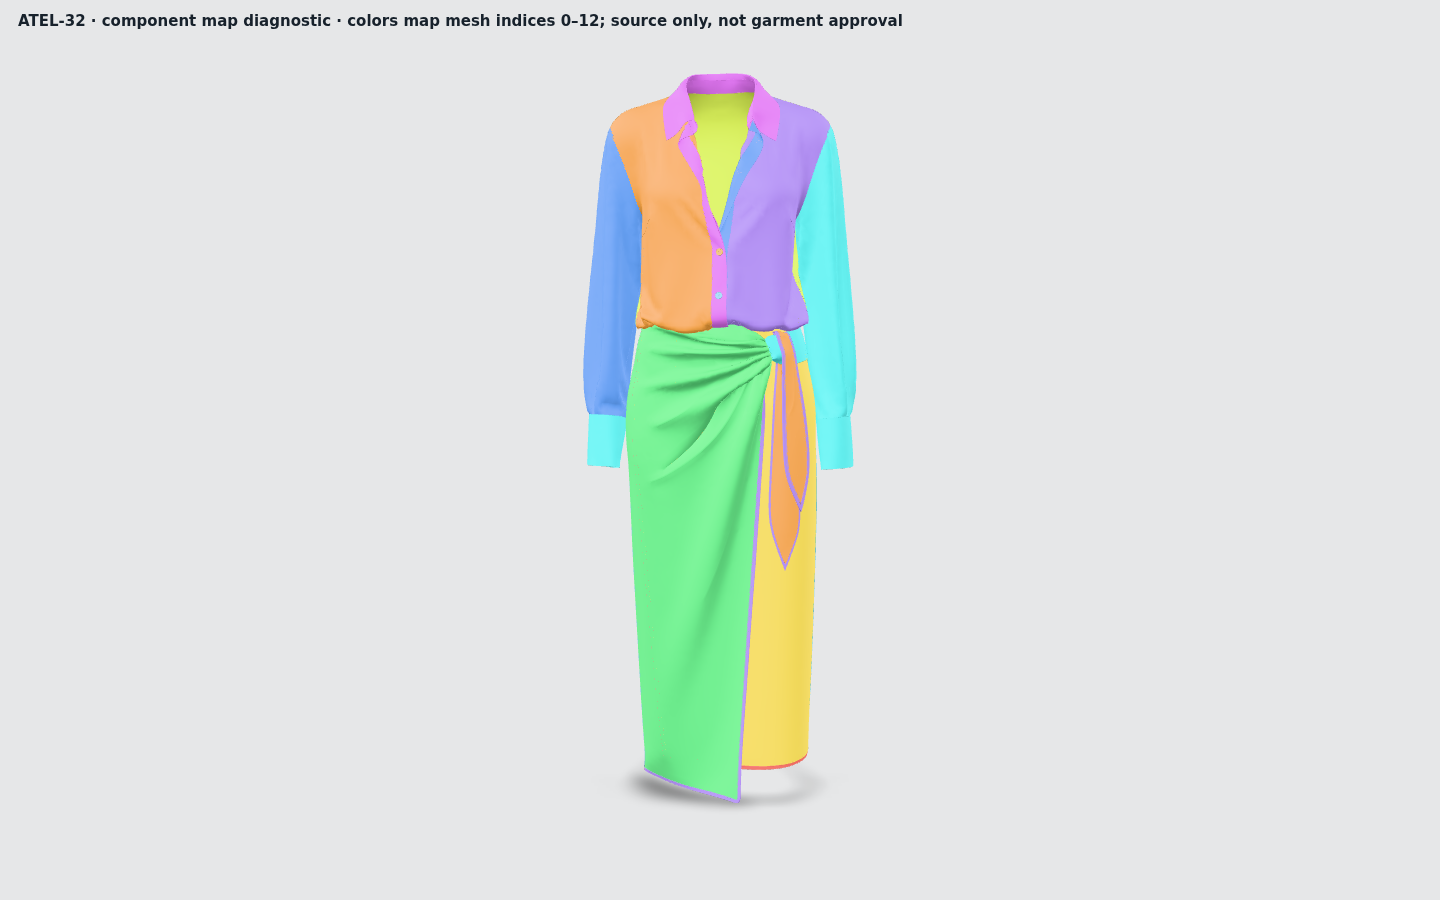 ATEL-32 · component map diagnostic · colors map mesh indices 0–12; source only, not garment approval